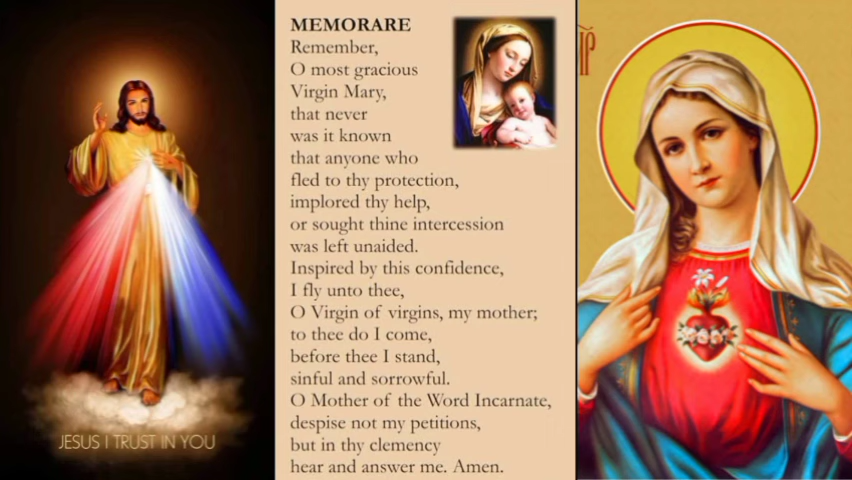 JESUS I TRUST IN YOU
MEMORARE
Remember,
O most gracious
Virgin Mary,
that never
was it known
that anyone who
fled to thy protection,
implored thy help,
or sought thine intercession
was left unaided.
Inspired by this confidence,
I fly unto thee,
O Virgin of virgins, my mother;
to thee do I come,
before thee I stand,
sinful and sorrowful.
O Mother of the Word Incarnate,
despise not my petitions,
but in thy clemency
hear and answer me. Amen.